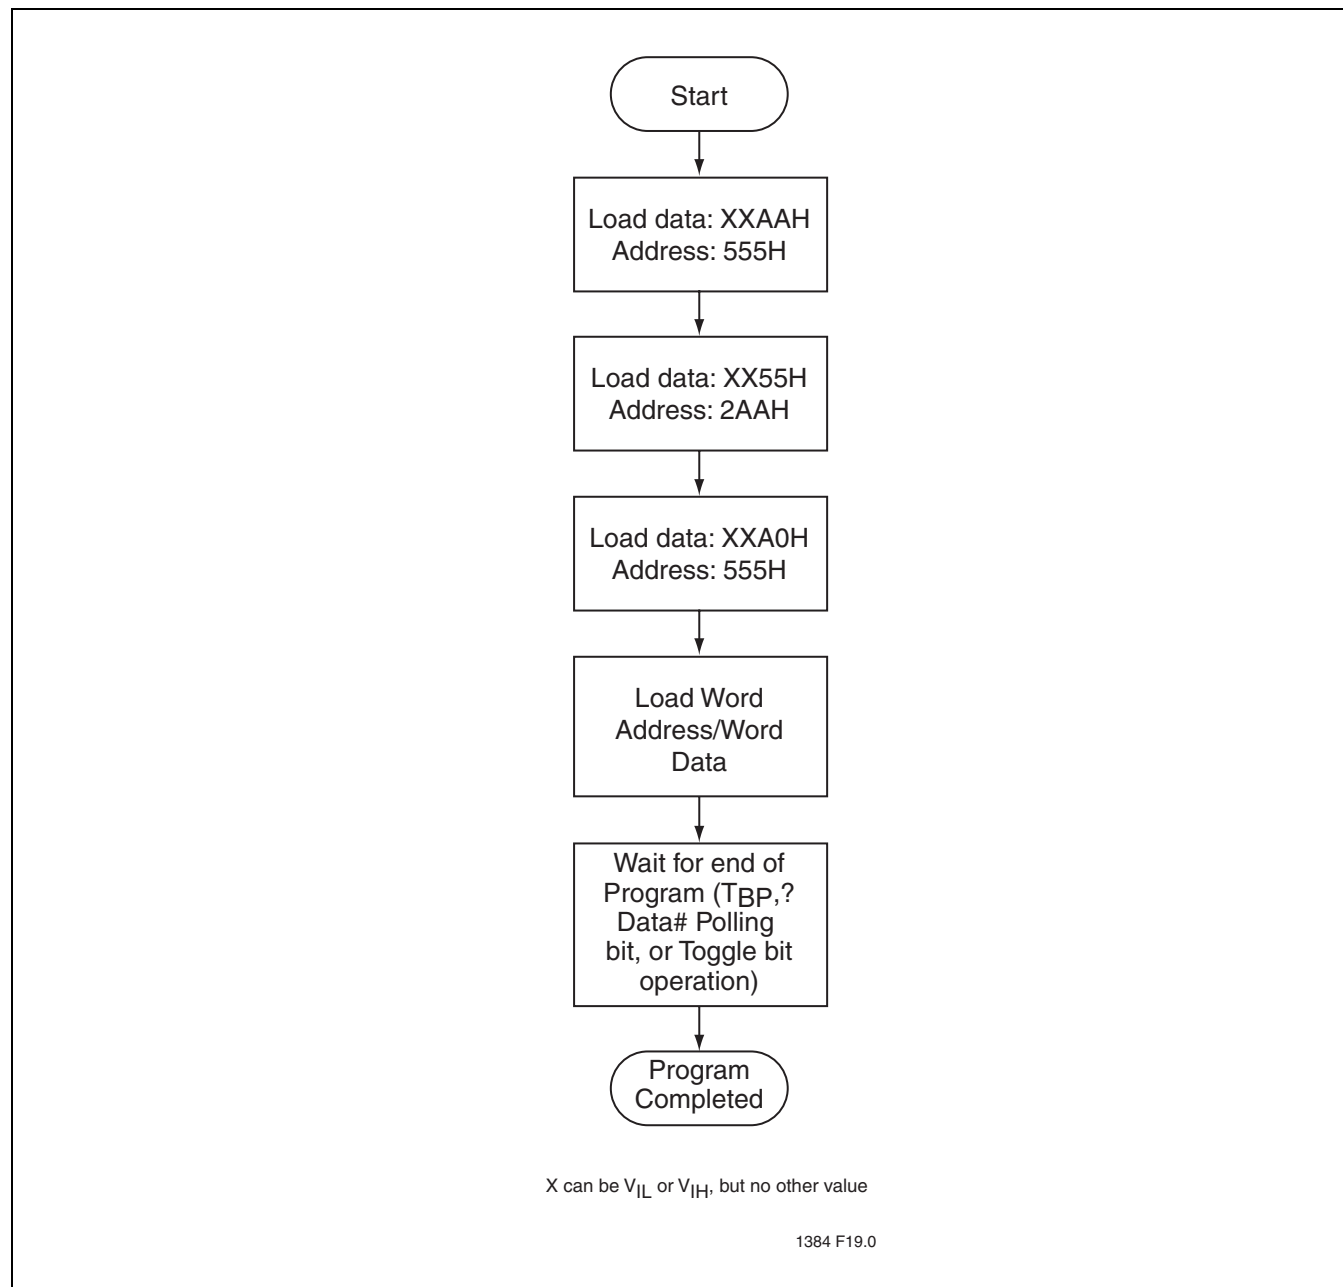 Start
Load data: XXAAH
Address: 555H
Load data: XX55H
Address: 2AAH
Load data: XXA0H
Address: 555H
Load Word
Address/Word
Data
Wait for end of
Program (TBP,?
Data# Polling
bit, or Toggle bit
operation)
Program
Completed
X can be VIL or VIH, but no other value
1384 F19.0